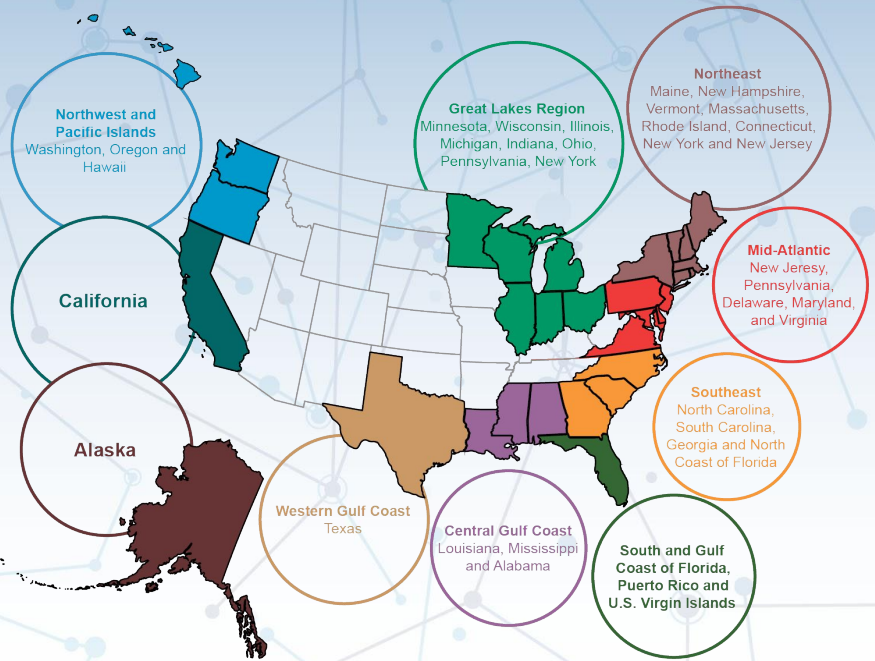 Northwest and
Pacific Islands
Washington, Oregon and
Hawaii
California
Alaska
Great Lakes Region
Minnesota, Wisconsin, Illinois,
Michigan, Indiana, Ohio,
Pennsylvania, New York
Northeast
Maine, New Hampshire,
Vermont, Massachusetts,
Rhode Island, Connecticut,
New York and New Jersey
Mid-Atlantic
New Jeresy,
Pennsylvania,
Delaware, Maryland,
and Virginia
Southeast
North Carolina,
South Carolina,
Georgia and North
Coast of Florida
Western Gulf Coast
Texas
Central Gulf Coast
Louisiana, Mississippi
and Alabama
South and Gulf
Coast of Florida,
Puerto Rico and
U.S. Virgin Islands